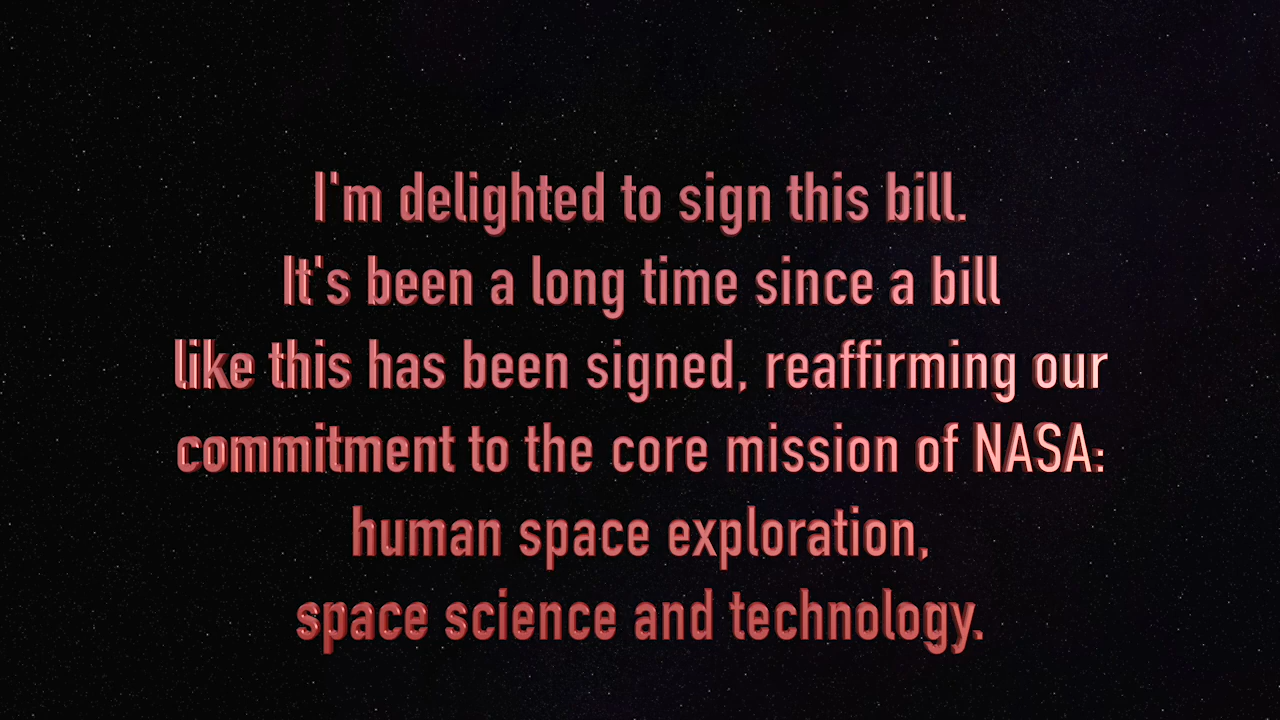 I'm delighted to sign this bill.
It's been a long time since a bill
like this has been signed, reaffirming our
commitment to the core mission of NASA:
human space exploration,
space science and technology.